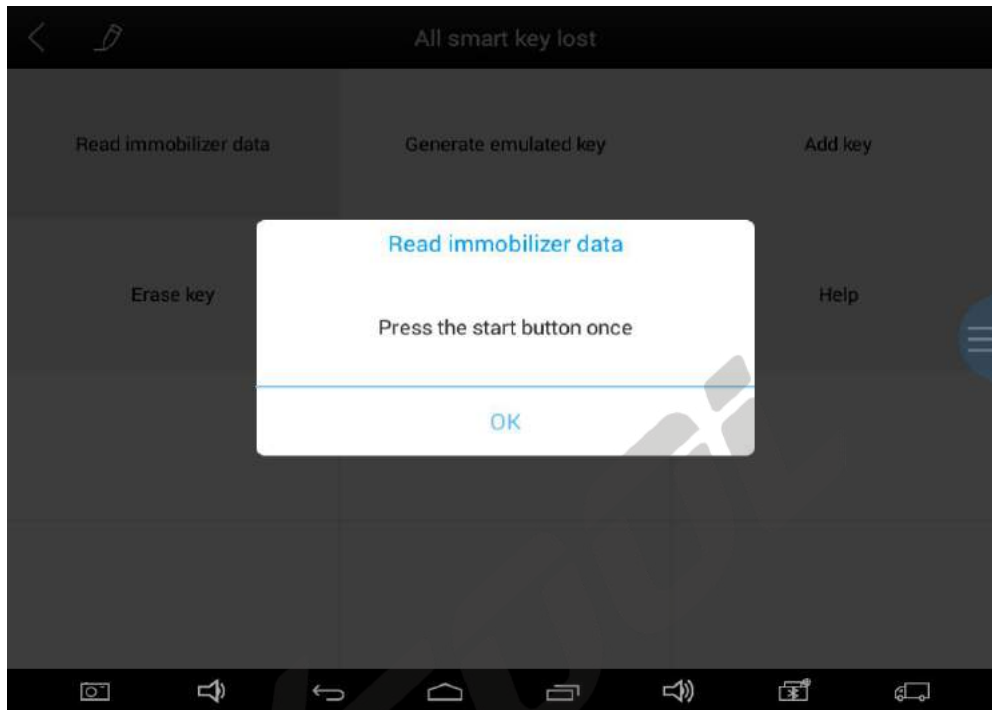 All smart key lost
Read immobilizer data
Generate emulated key
Add key
Read immobilizer data
Erase key
Help
Press the start button once
OK